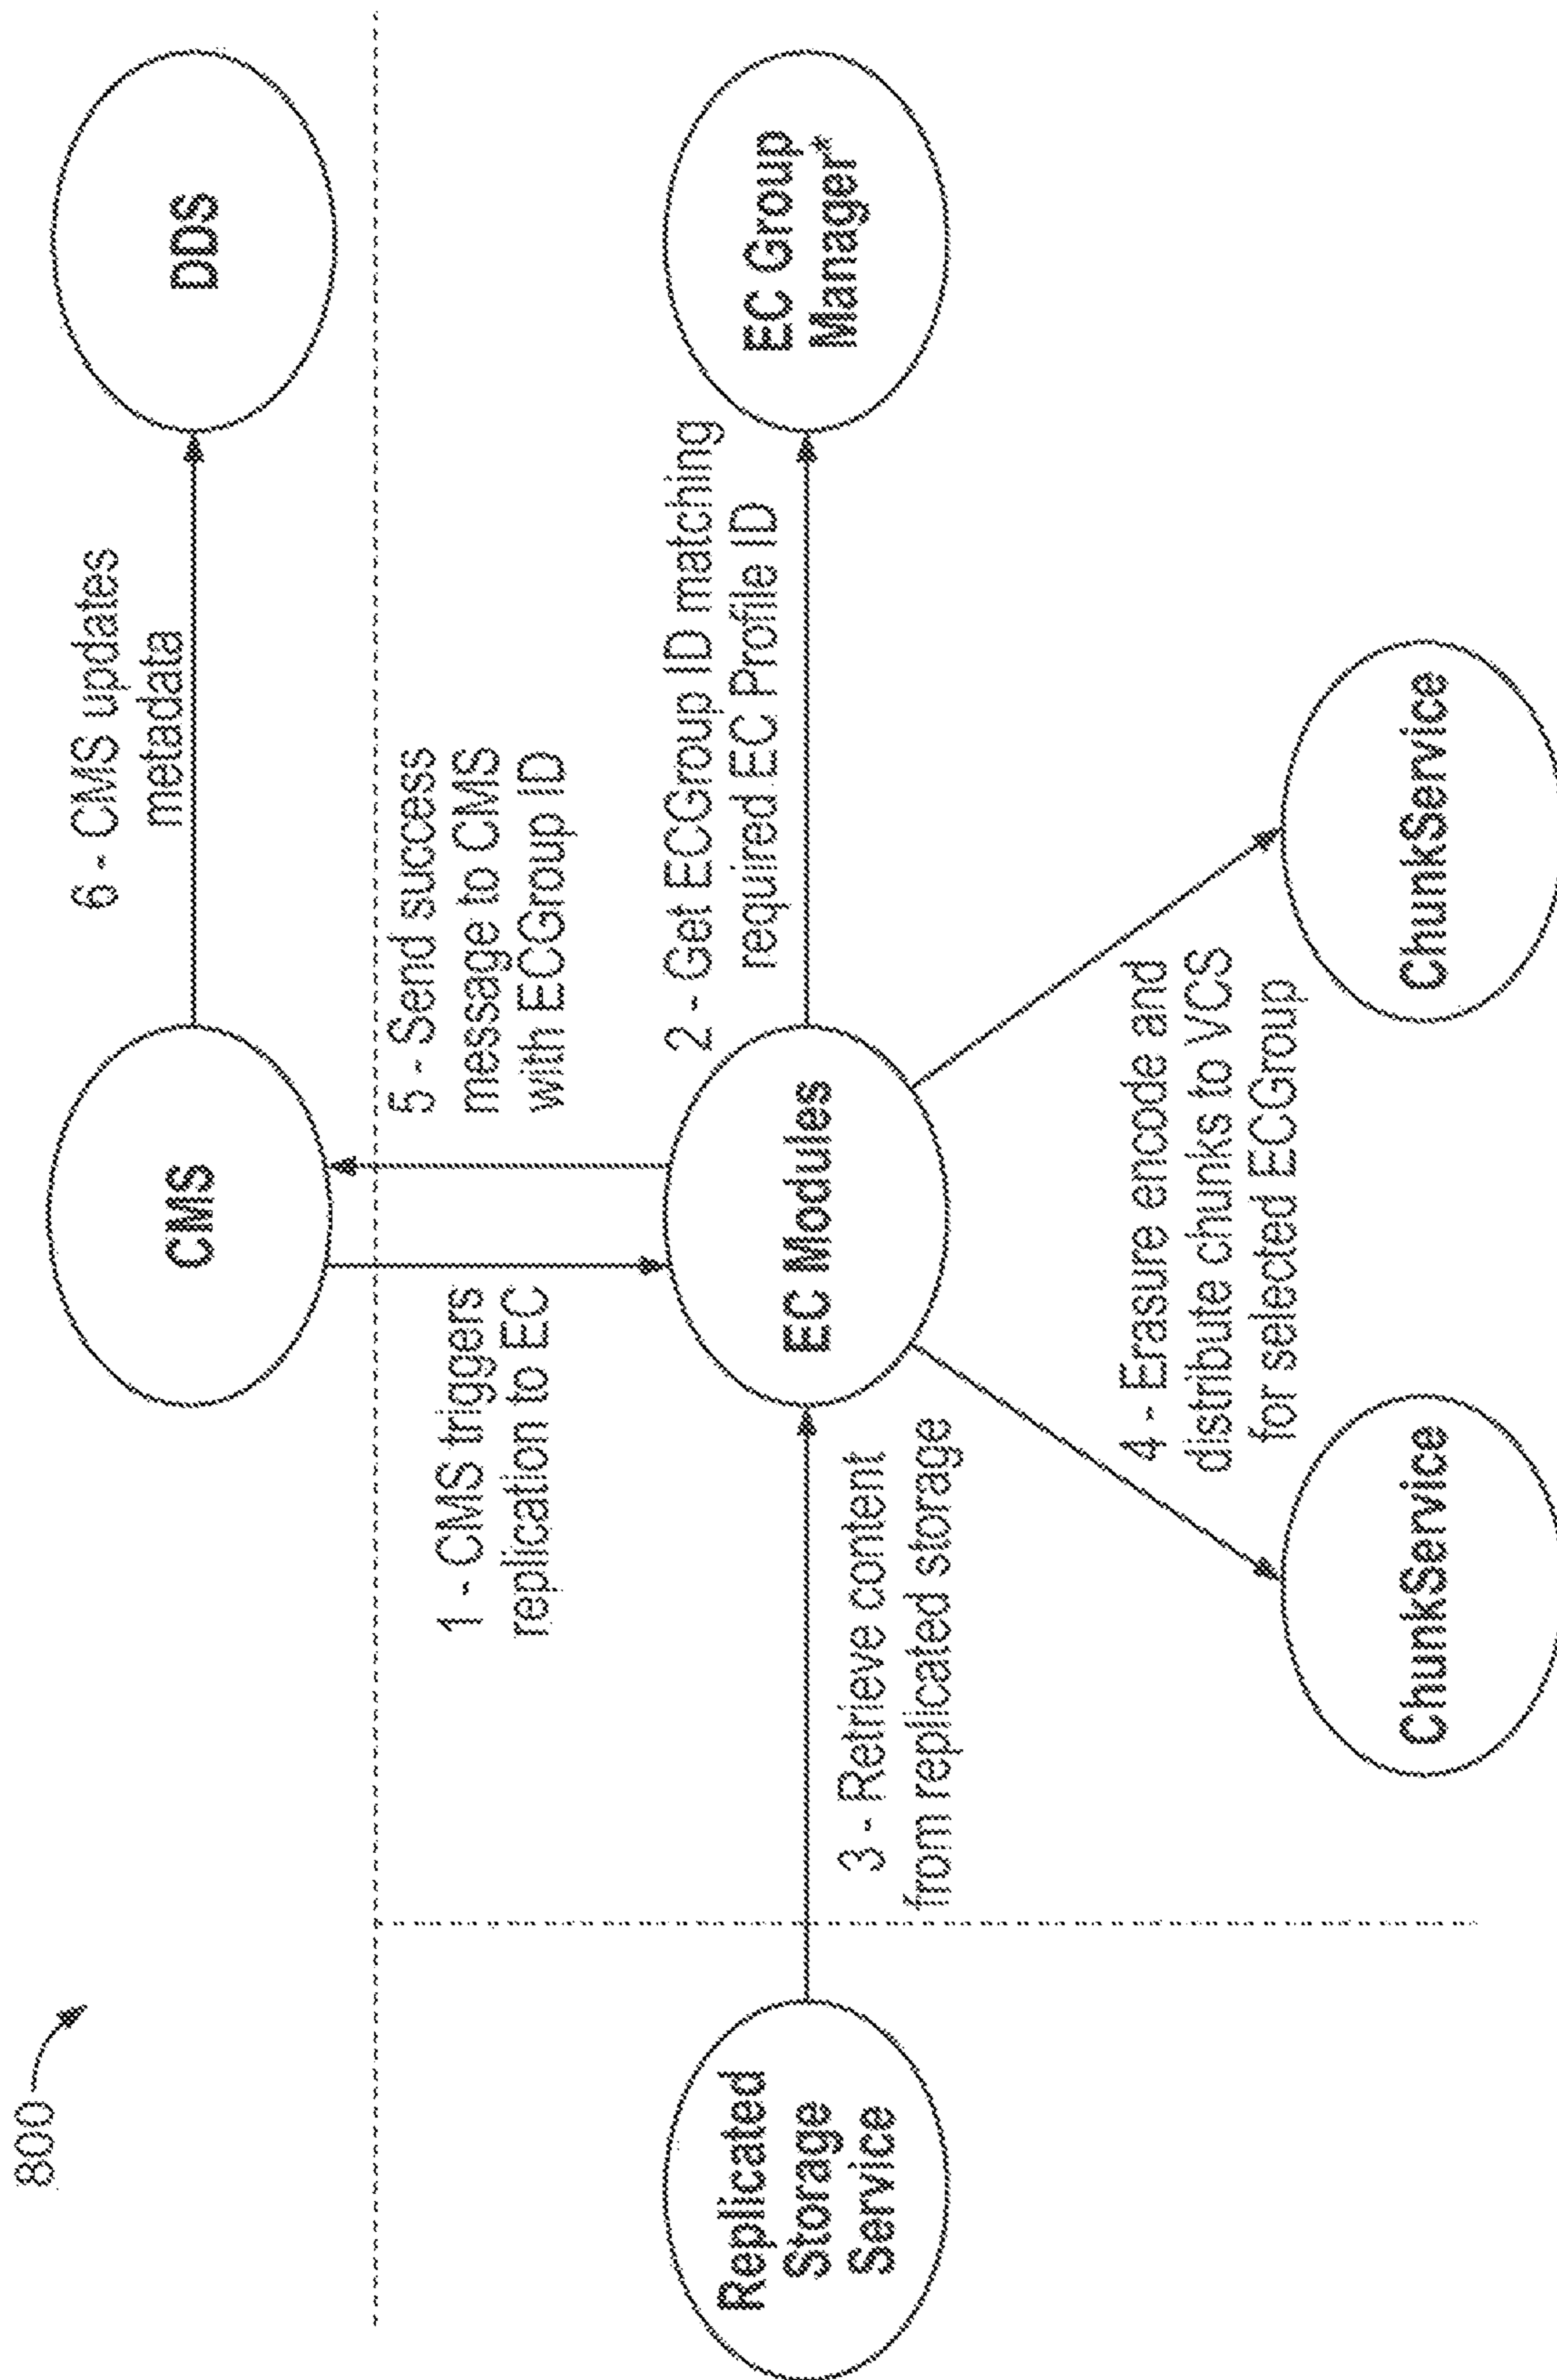 800
CMS
6 - CMS updates
metadata
DDS
1 - CMS triggers
replication to EC
5 - Send success
message to CMS
with ECGroup ID
Replicated
Storage
Service
3 - Retrieve content
from replicated storage
EC Modules
2 - Get ECGroup ID matching
required EC Profile ID
EC Group
Manager*
4 - Erasure encode and
distribute chunks to VCS
for selected ECGroup
ChunkService
ChunkService